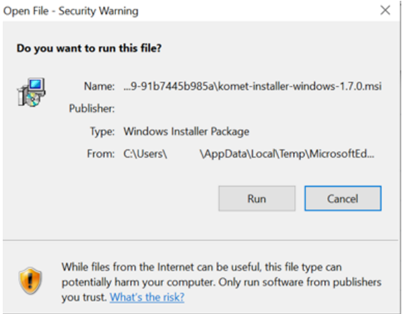 Open File - Security Warning
Do you want to run this file?
Name: ...9-91b7445b985a\komet-installer-windows-1.7.0.msi
Publisher:
Type: Windows Installer Package
From: C:\Users\ \AppData\Local\Temp\MicrosoftEd...
Run Cancel
While files from the Internet can be useful, this file type can
potentially harm your computer. Only run software from publishers
you trust. What's the risk?